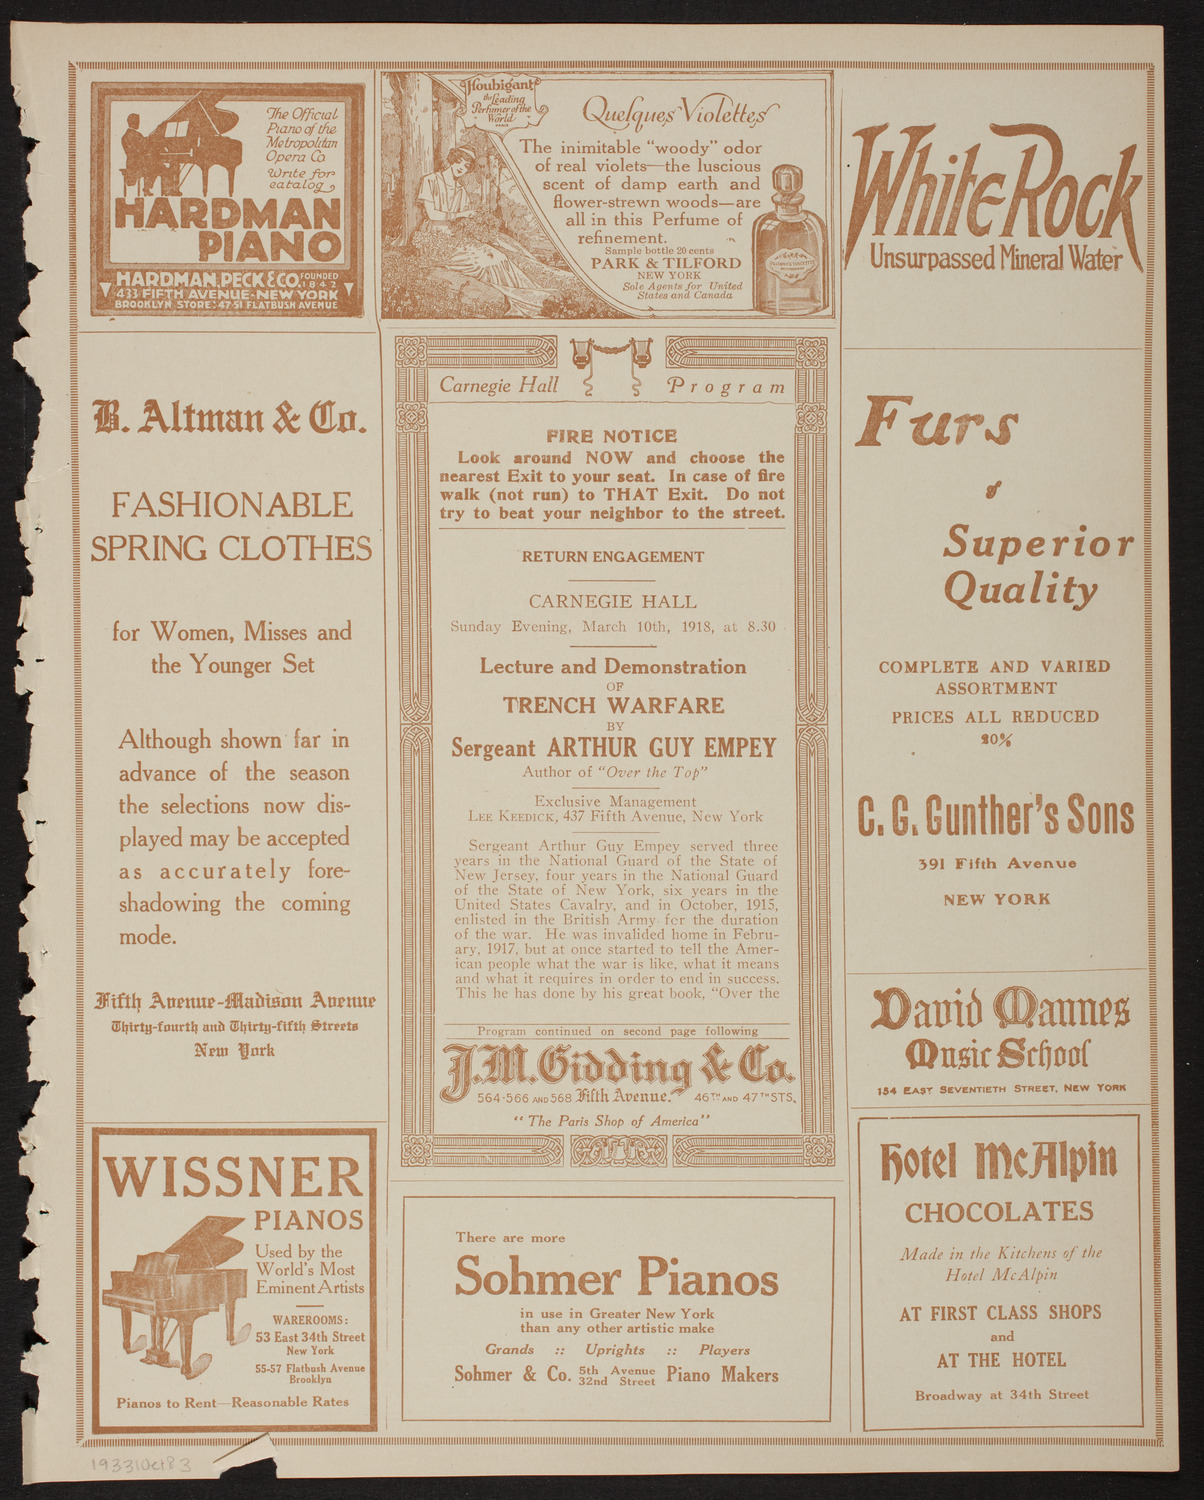 The Official
Piano of the
Metropolitan
Opera Co
Write for
catalog
HARDMAN
PIANO
HARDMAN, PECK & CO. FOUNDED 1842
433 FIFTH AVENUE - NEW YORK
BROOKLYN STORE: 47-51 FLATBUSH AVENUE
Houbigant
the Leading
Perfumer of the
World
PARIS
Quelques Violettes
The inimitable "woody" odor
of real violets—the luscious
scent of damp earth and
flower-strewn woods—are
all in this Perfume of
refinement.
Sample bottle 20 cents
PARK & TILFORD
NEW YORK
Sole Agents for United
States and Canada
White Rock
Unsurpassed Mineral Water
B. Altman & Co.
FASHIONABLE
SPRING CLOTHES
for Women, Misses and
the Younger Set
Although shown far in
advance of the season
the selections now dis-
played may be accepted
as accurately fore-
shadowing the coming
mode.
Fifth Avenue-Madison Avenue
Thirty-fourth and Thirty-fifth Streets
New York
Carnegie Hall Program
FIRE NOTICE
Look around NOW and choose the
nearest Exit to your seat. In case of fire
walk (not run) to THAT Exit. Do not
try to beat your neighbor to the street.
RETURN ENGAGEMENT
CARNEGIE HALL
Sunday Evening, March 10th, 1918, at 8.30
Lecture and Demonstration
OF
TRENCH WARFARE
BY
Sergeant ARTHUR GUY EMPEY
Author of "Over the Top"
Exclusive Management
LEE KEEDICK, 437 Fifth Avenue, New York
Sergeant Arthur Guy Empey served three
years in the National Guard of the State of
New Jersey, four years in the National Guard
of the State of New York, six years in the
United States Cavalry, and in October, 1915,
enlisted in the British Army for the duration
of the war. He was invalided home in Febru-
ary, 1917, but at once started to tell the Amer-
ican people what the war is like, what it means
and what it requires in order to end in success.
This he has done by his great book, "Over the
Program continued on second page following
J.M. Gidding & Co.
564-566 AND 568 Fifth Avenue. 46TH AND 47TH STS.
"The Paris Shop of America"
Furs
of
Superior
Quality
COMPLETE AND VARIED
ASSORTMENT
PRICES ALL REDUCED
20%
C. G. Gunther's Sons
391 Fifth Avenue
NEW YORK
David Mannes
Music School
154 EAST SEVENTIETH STREET, NEW YORK
WISSNER
PIANOS
Used by the
World's Most
Eminent Artists
WAREROOMS:
53 East 34th Street
New York
55-57 Flatbush Avenue
Brooklyn
Pianos to Rent—Reasonable Rates
There are more
Sohmer Pianos
in use in Greater New York
than any other artistic make
Grands :: Uprights :: Players
Sohmer & Co. 5th Avenue 32nd Street Piano Makers
Hotel McAlpin
CHOCOLATES
Made in the Kitchens of the
Hotel McAlpin
AT FIRST CLASS SHOPS
and
AT THE HOTEL
Broadway at 34th Street